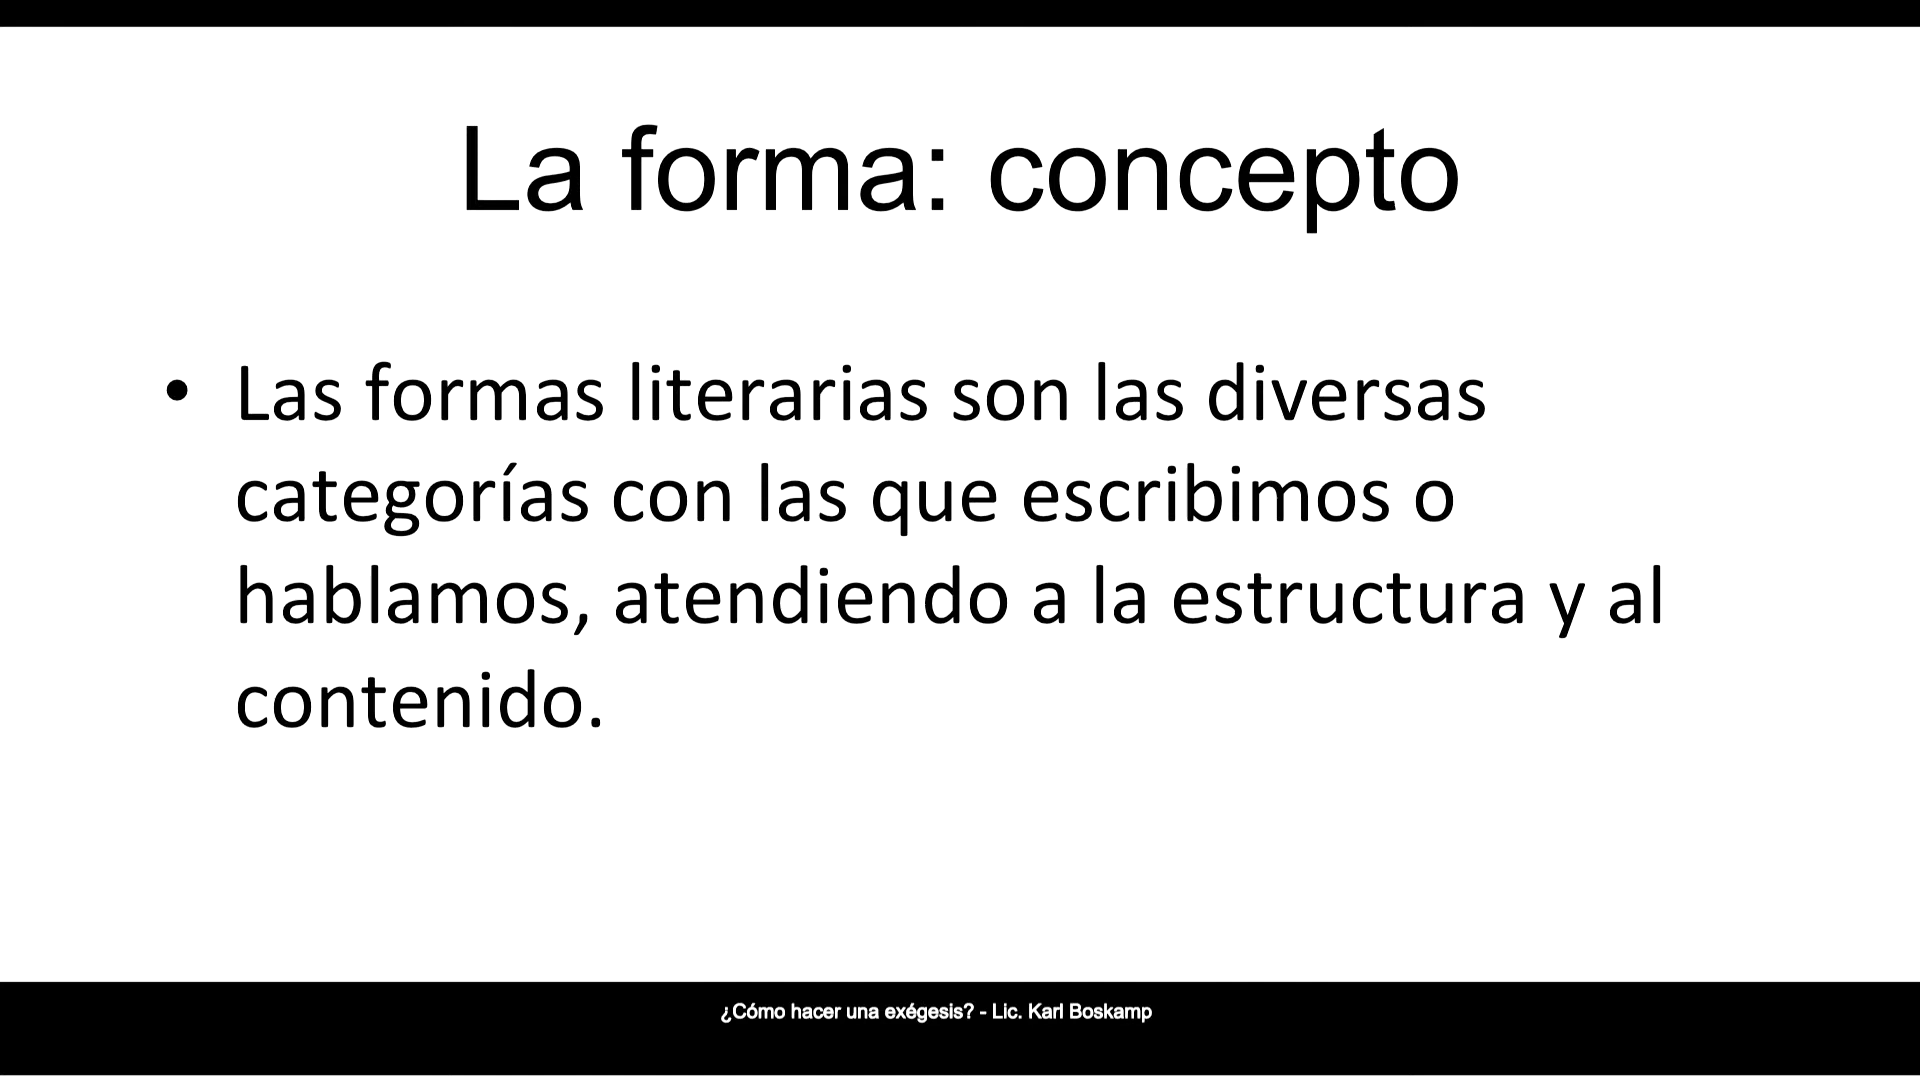 La forma: concepto
• Las formas literarias son las diversas
categorías con las que escribimos o
hablamos, atendiendo a la estructura y al
contenido.
¿Cómo hacer una exégesis? - Lic. Karl Boskamp